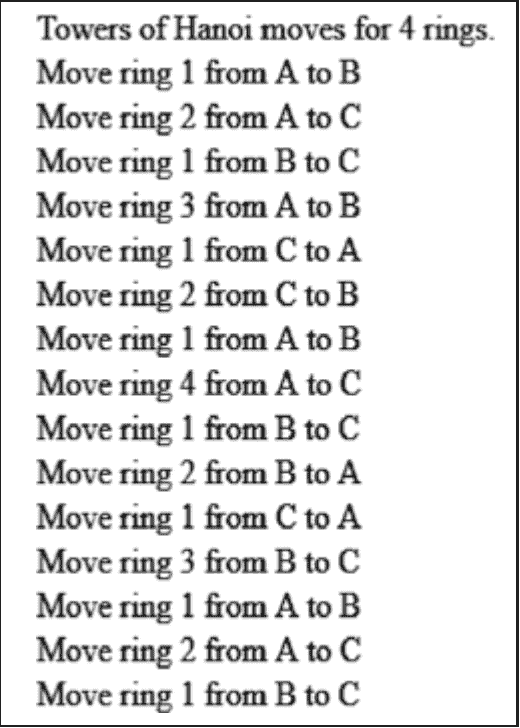 Towers of Hanoi moves for 4 rings.
Move ring 1 from A to B
Move ring 2 from A to C
Move ring 1 from B to C
Move ring 3 from A to B
Move ring 1 from C to A
Move ring 2 from C to B
Move ring 1 from A to B
Move ring 4 from A to C
Move ring 1 from B to C
Move ring 2 from B to A
Move ring 1 from C to A
Move ring 3 from B to C
Move ring 1 from A to B
Move ring 2 from A to C
Move ring 1 from B to C